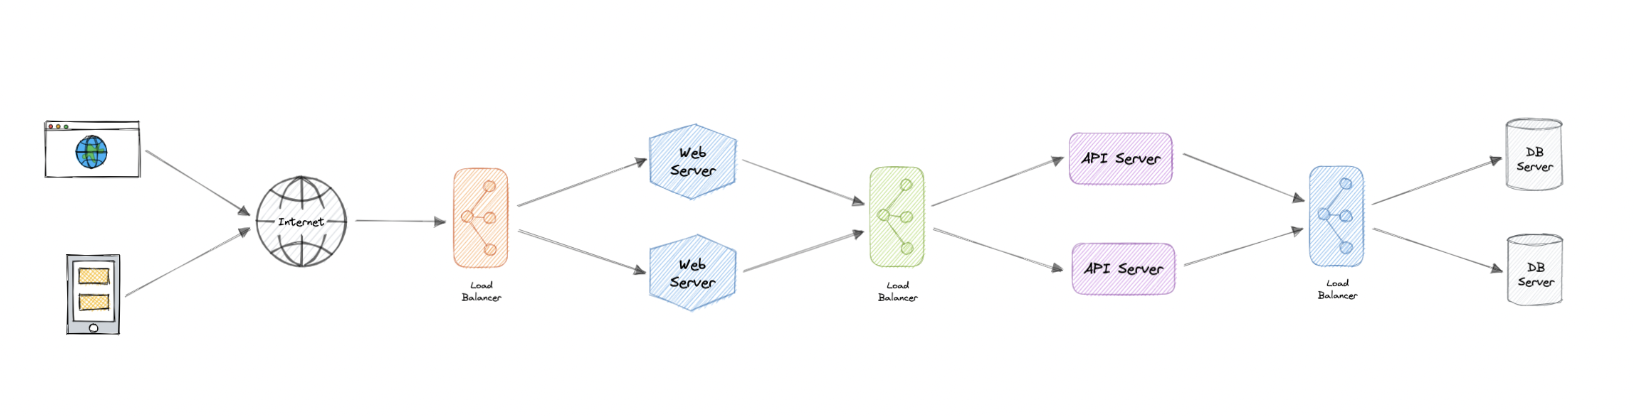 Internet
Load
Balancer
Web
Server
Web
Server
Load
Balancer
API Server
API Server
Load
Balancer
DB
Server
DB
Server